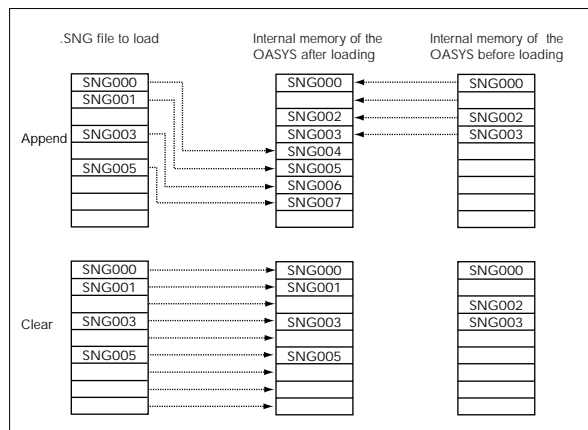 .SNG file to load
Internal memory of the
OASYS after loading
Internal memory of the
OASYS before loading
Append
SNG000
SNG001
SNG003
SNG005
SNG000
SNG002
SNG003
SNG004
SNG005
SNG006
SNG007
SNG000
SNG002
SNG003
Clear
SNG000
SNG001
SNG003
SNG005
SNG000
SNG001
SNG003
SNG005
SNG000
SNG002
SNG003